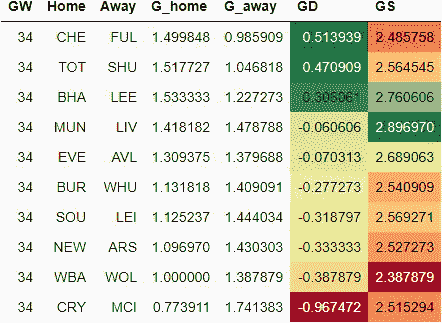 GW Home Away G_home G_away GD GS
34 CHE FUL 1.499848 0.985909 0.513939 2.485758
34 TOT SHU 1.517727 1.046818 0.470909 2.564545
34 BHA LEE 1.533333 1.227273 0.306061 2.760606
34 MUN LIV 1.418182 1.478788 -0.060606 2.896970
34 EVE AVL 1.309375 1.379688 -0.070313 2.689063
34 BUR WHU 1.131818 1.409091 -0.277273 2.540909
34 SOU LEI 1.125237 1.444034 -0.318797 2.569271
34 NEW ARS 1.096970 1.430303 -0.333333 2.527273
34 WBA WOL 1.000000 1.387879 -0.387879 2.387879
34 CRY MCI 0.773911 1.741383 -0.967472 2.515294